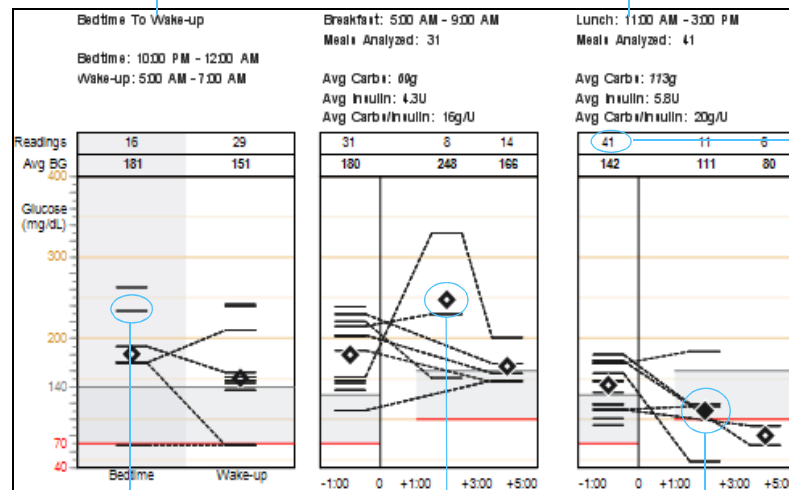 Bedtime To Wake-up
Bedtime: 10:00 PM - 12:00 AM
Wake-up: 5:00 AM - 7:00 AM
Breakfast: 5:00 AM - 9:00 AM
Meals Analyzed: 31
Avg Carbs: 69g
Avg Insulin: 4.3U
Avg Carbs/Insulin: 16g/U
Lunch: 11:00 AM - 3:00 PM
Meals Analyzed: 41
Avg Carbs: 113g
Avg Insulin: 5.8U
Avg Carbs/Insulin: 20g/U
Readings 16 29 31 8 14 41 11 6
Avg BG 181 151 180 248 166 142 111 80
400
Glucose
(mg/dL)
300
200
140
70
40
Bedtime Wake-up
-1:00 0 +1:00 +3:00 +5:00
-1:00 0 +1:00 +3:00 +5:00